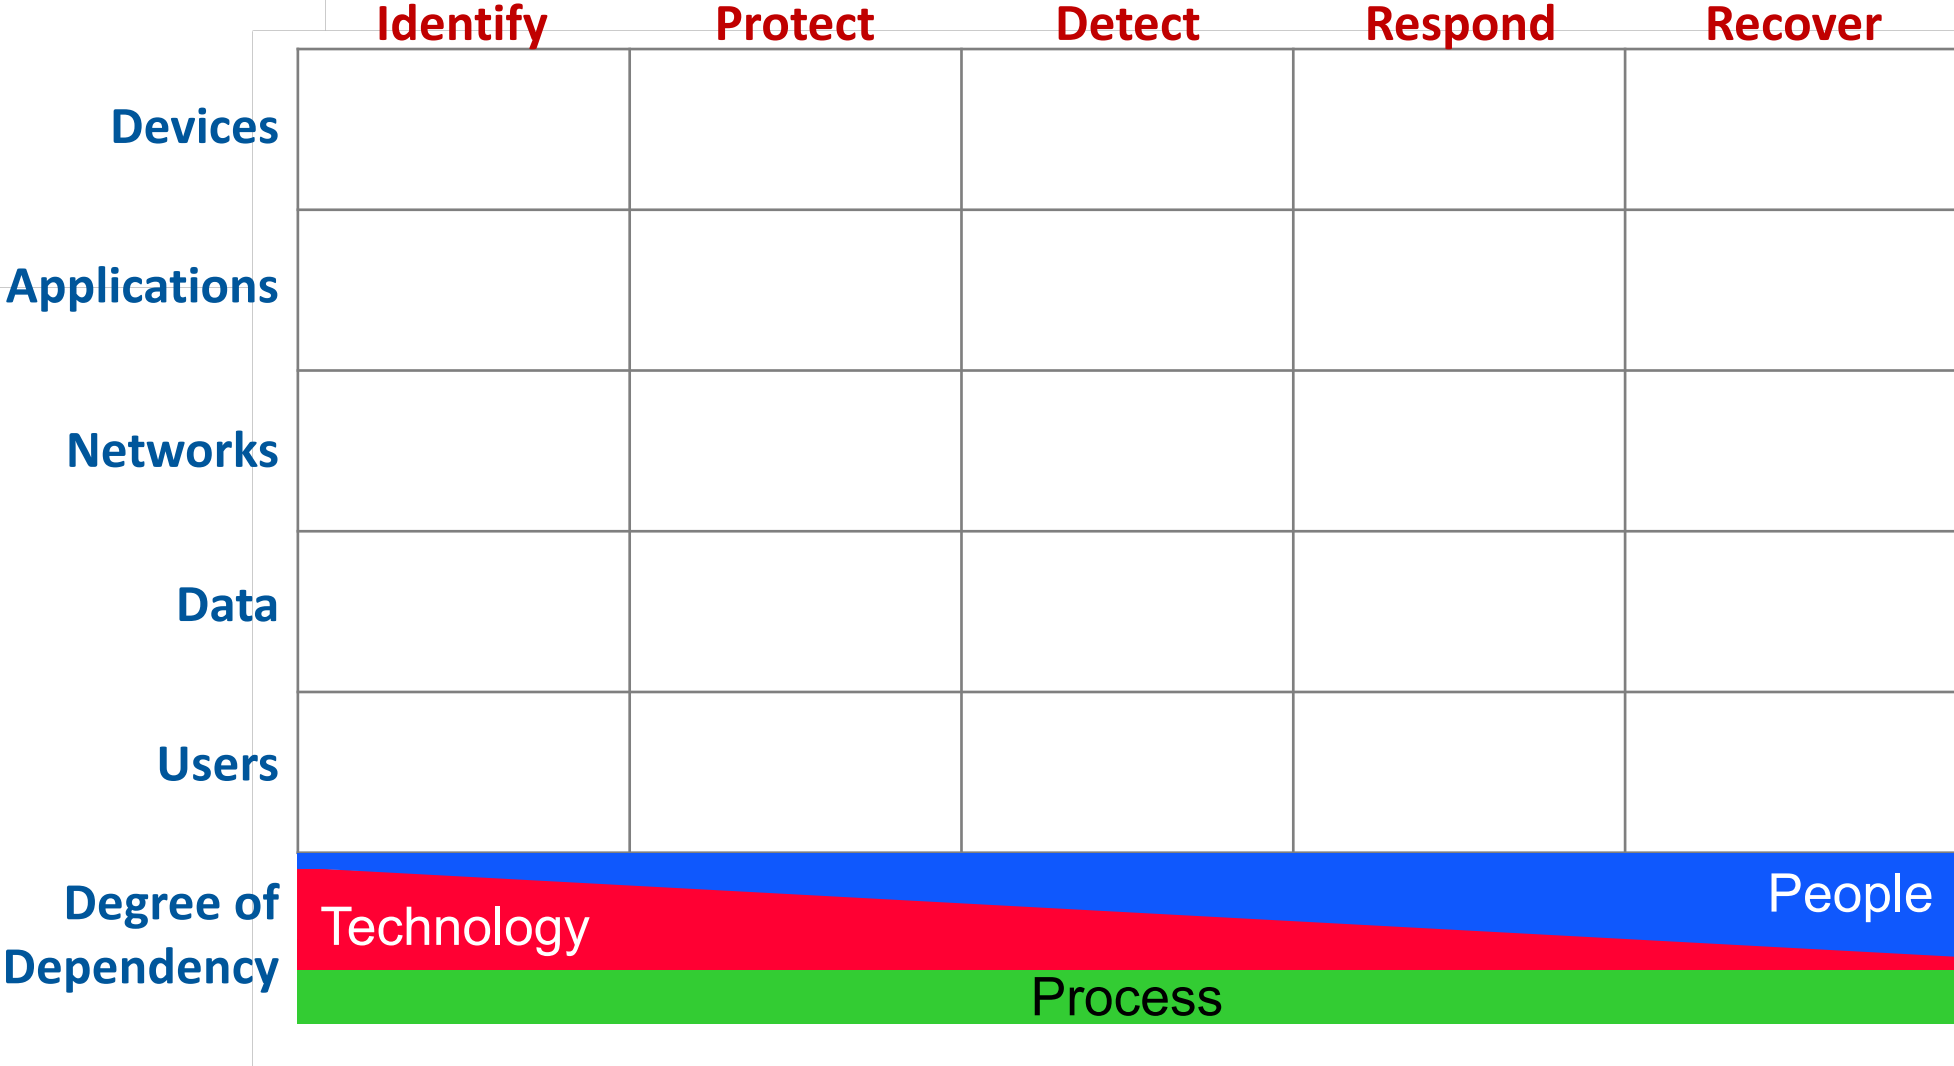 Identify Protect Detect Respond Recover
Devices
Applications
Networks
Data
Users
Degree of
Dependency
Technology
People
Process